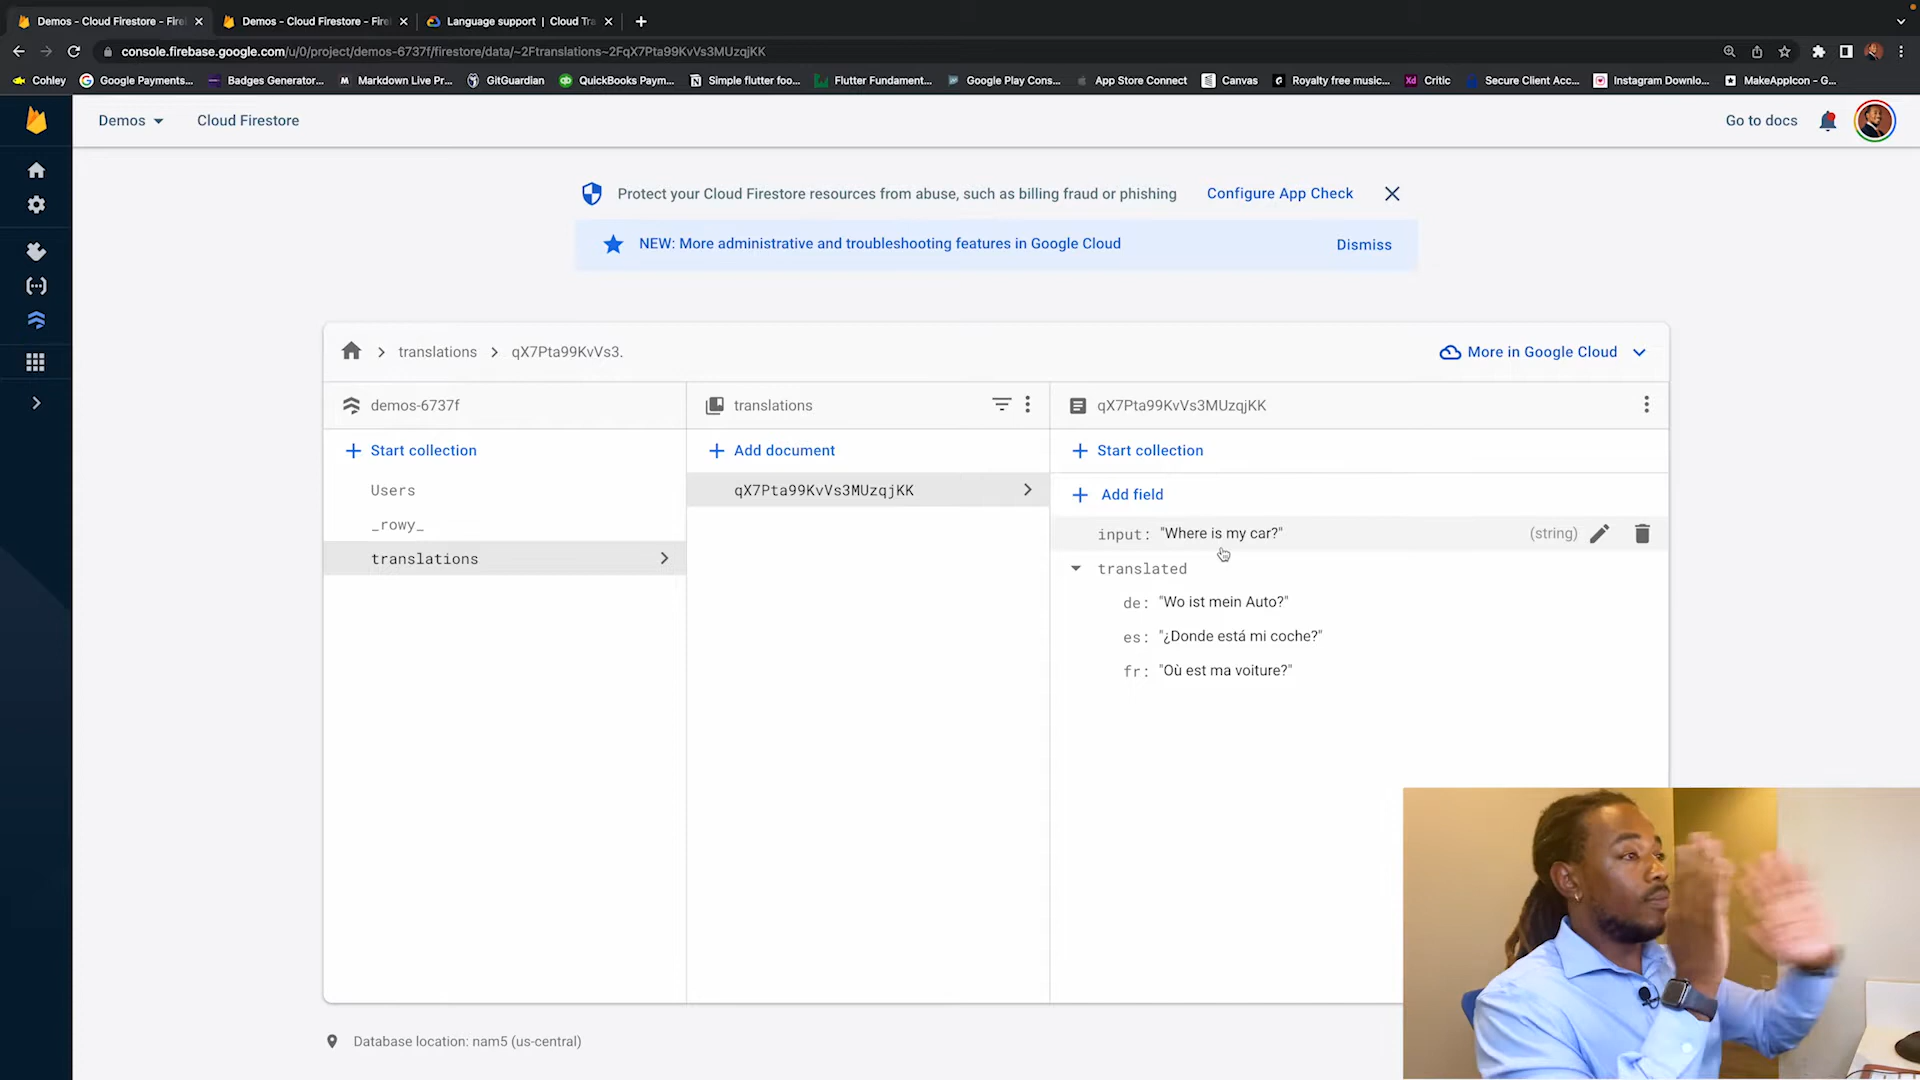 Demos - Cloud Firestore - Fire
Demos - Cloud Firestore - Fire
Language support | Cloud Tra
console.firebase.google.com/u/0/project/demos-6737f/firestore/data/~2Ftranslations~2FqX7Pta99KvVs3MUzqjKK
Cohley
Google Payments...
Badges Generator...
Markdown Live Pr...
GitGuardian
QuickBooks Paym...
Simple flutter foo...
Flutter Fundament...
Google Play Cons...
App Store Connect
Canvas
Royalty free music...
Critic
Secure Client Acc...
Instagram Downlo...
MakeAppIcon - G...
Demos
Cloud Firestore
Go to docs
Protect your Cloud Firestore resources from abuse, such as billing fraud or phishing
Configure App Check
NEW: More administrative and troubleshooting features in Google Cloud
Dismiss
translations
qX7Pta99KvVs3.
More in Google Cloud
demos-6737f
translations
qX7Pta99KvVs3MUzqjKK
Start collection
Add document
Start collection
Users
_rowy_
translations
qX7Pta99KvVs3MUzqjKK
Add field
input: "Where is my car?"
(string)
translated
de: "Wo ist mein Auto?"
es: "¿Donde está mi coche?"
fr: "Où est ma voiture?"
Database location: nam5 (us-central)